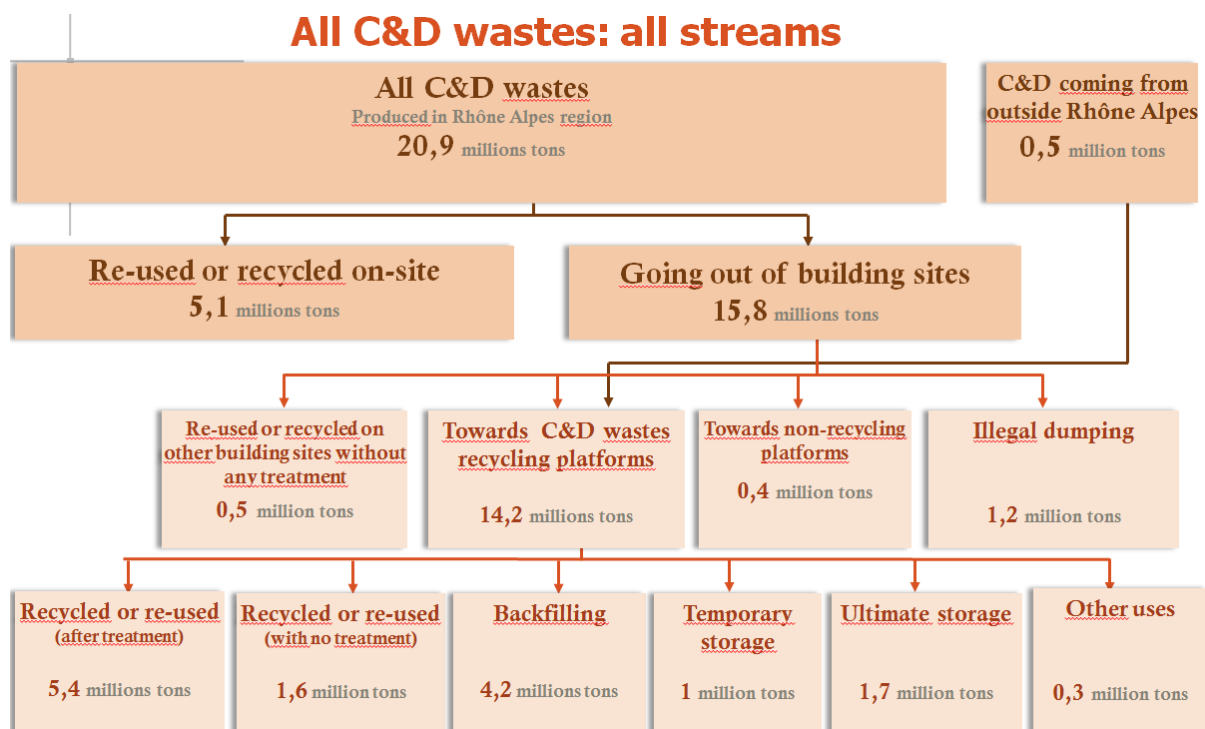 All C&D wastes: all streams
All C&D wastes
Produced in Rhône Alpes region
20,9 millions tons
C&D coming from
outside Rhône Alpes
0,5 million tons
Re-used or recycled on-site
5,1 millions tons
Going out of building sites
15,8 millions tons
Re-used or recycled on
other building sites without
any treatment
0,5 million tons
Towards C&D wastes
recycling platforms
14,2 millions tons
Towards non-recycling
platforms
0,4 million tons
Illegal dumping
1,2 million tons
Recycled or re-used
(after treatment)
5,4 millions tons
Recycled or re-used
(with no treatment)
1,6 million tons
Backfilling
4,2 millions tons
Temporary
storage
1 million tons
Ultimate storage
1,7 million tons
Other uses
0,3 million tons